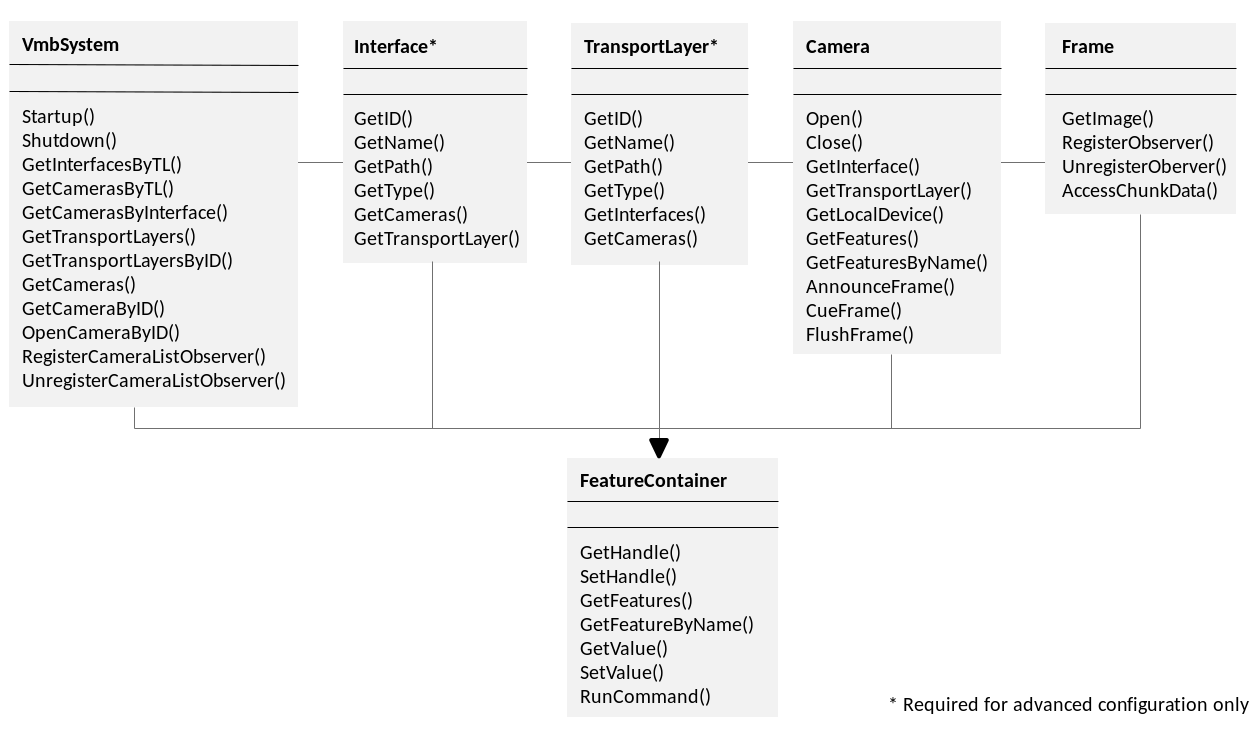 VmbSystem
Startup()
Shutdown()
GetInterfacesByTL()
GetCamerasByTL()
GetCamerasByInterface()
GetTransportLayers()
GetTransportLayersByID()
GetCameras()
GetCameraByID()
OpenCameraByID()
RegisterCameraListObserver()
UnregisterCameraListObserver()
Interface*
GetID()
GetName()
GetPath()
GetType()
GetCameras()
GetTransportLayer()
TransportLayer*
GetID()
GetName()
GetPath()
GetType()
GetInterfaces()
GetCameras()
Camera
Open()
Close()
GetInterface()
GetTransportLayer()
GetLocalDevice()
GetFeatures()
GetFeaturesByName()
AnnounceFrame()
CueFrame()
FlushFrame()
Frame
GetImage()
RegisterObserver()
UnregisterOberver()
AccessChunkData()
FeatureContainer
GetHandle()
SetHandle()
GetFeatures()
GetFeatureByName()
GetValue()
SetValue()
RunCommand()
* Required for advanced configuration only